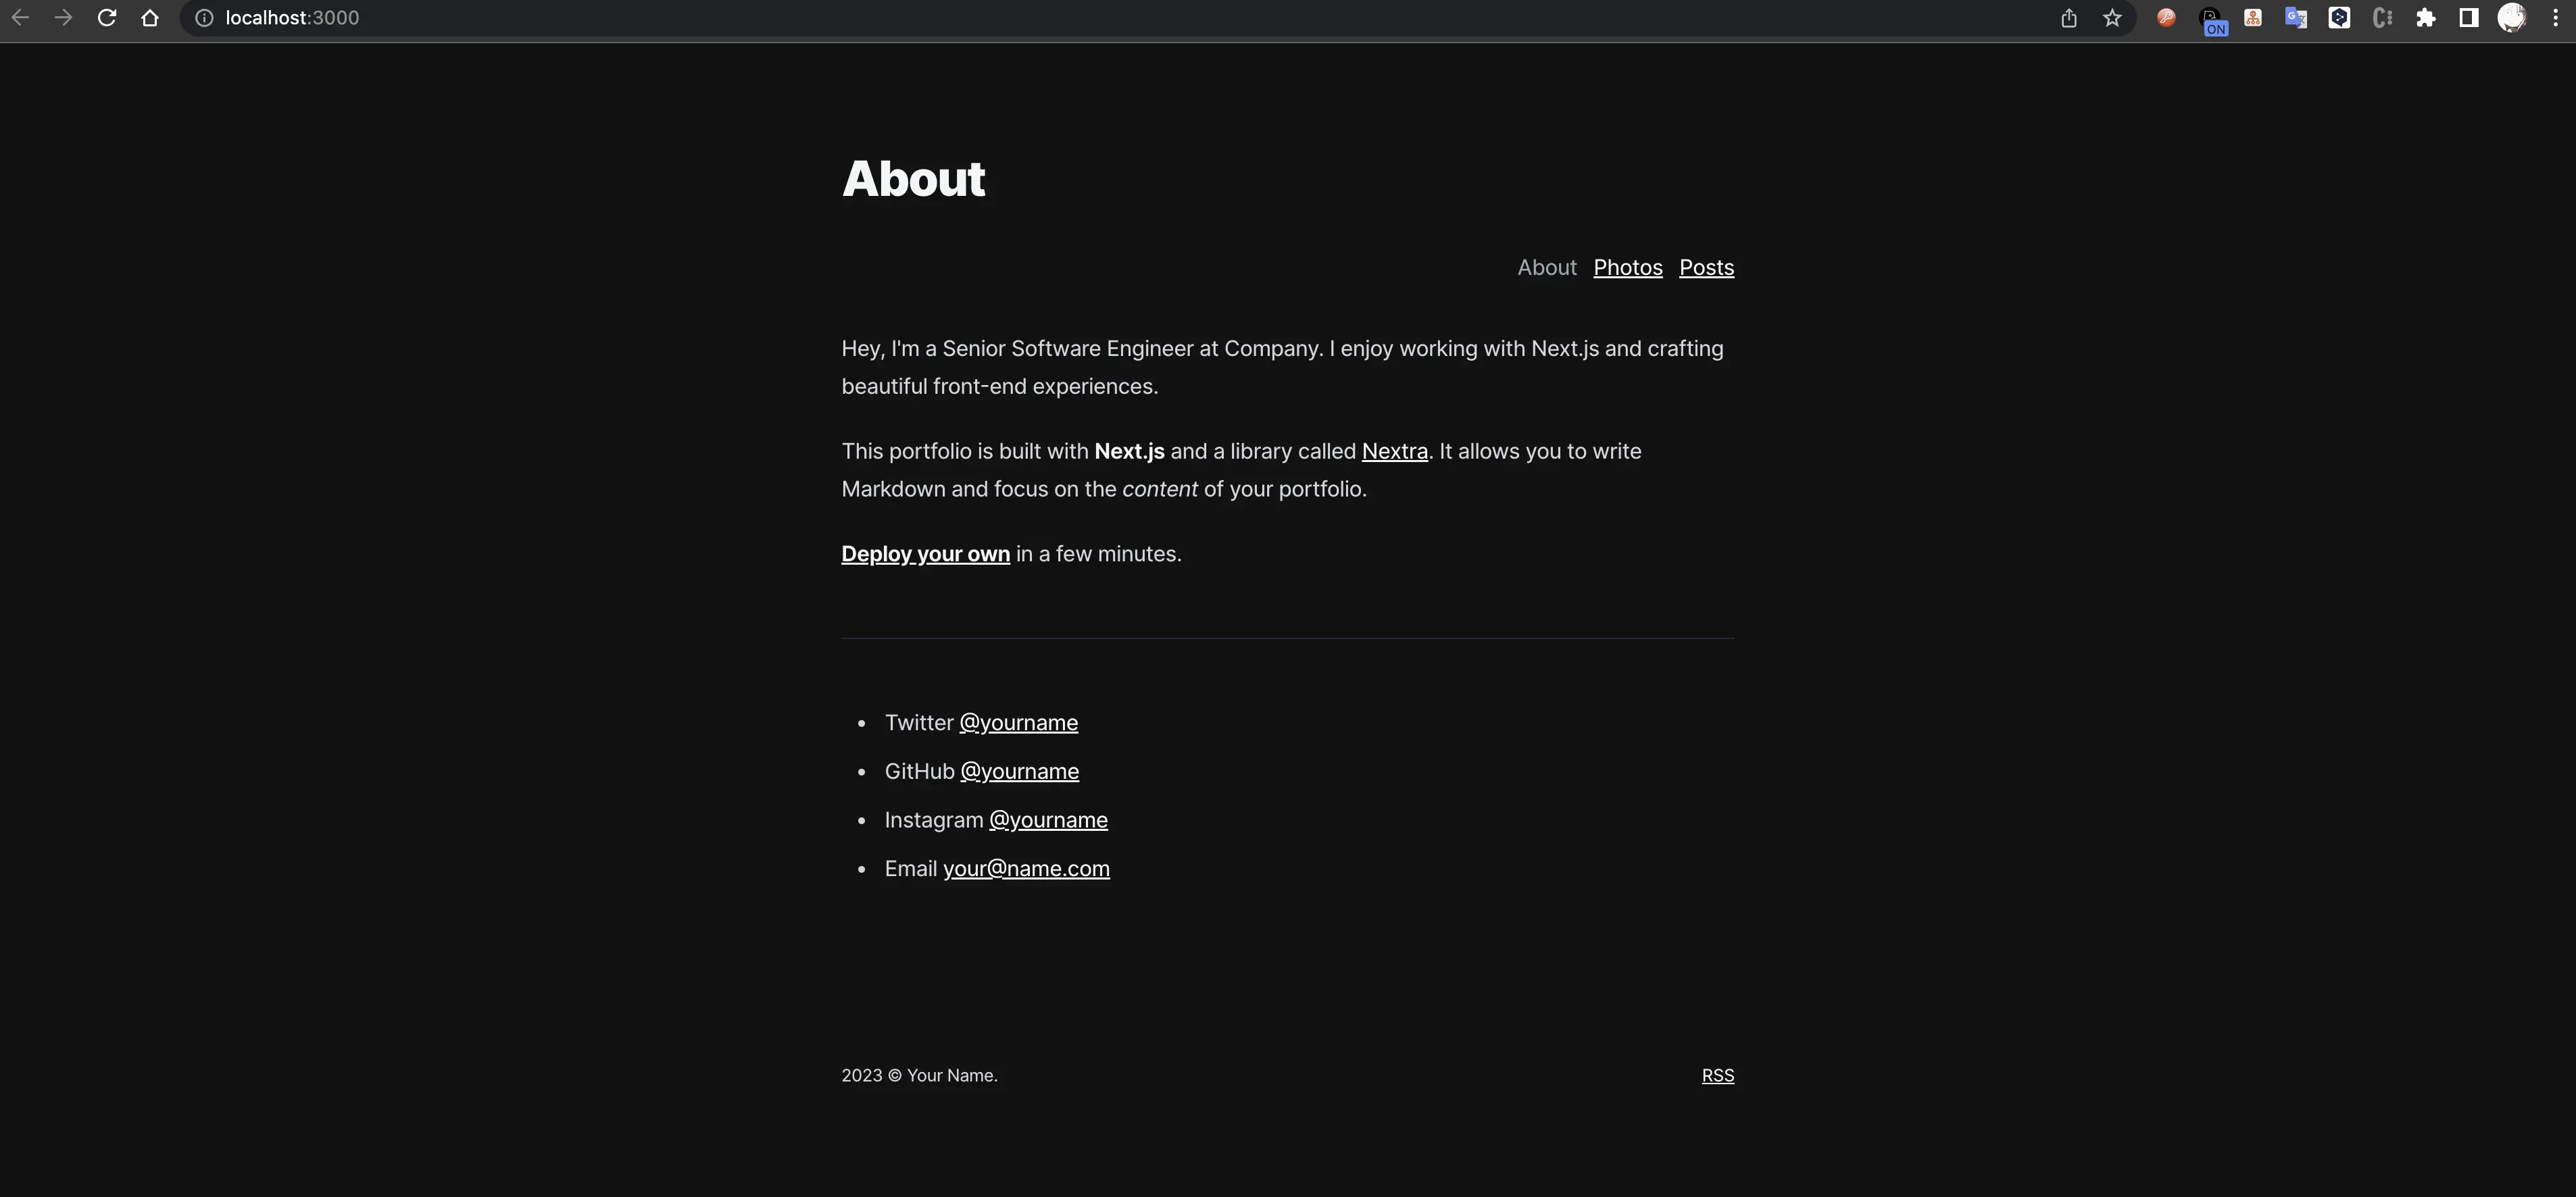 localhost:3000
ON
About
About Photos Posts
Hey, I'm a Senior Software Engineer at Company. I enjoy working with Next.js and crafting
beautiful front-end experiences.
This portfolio is built with Next.js and a library called Nextra. It allows you to write
Markdown and focus on the content of your portfolio.
Deploy your own in a few minutes.
Twitter @yourname
GitHub @yourname
Instagram @yourname
Email your@name.com
2023 © Your Name.
RSS